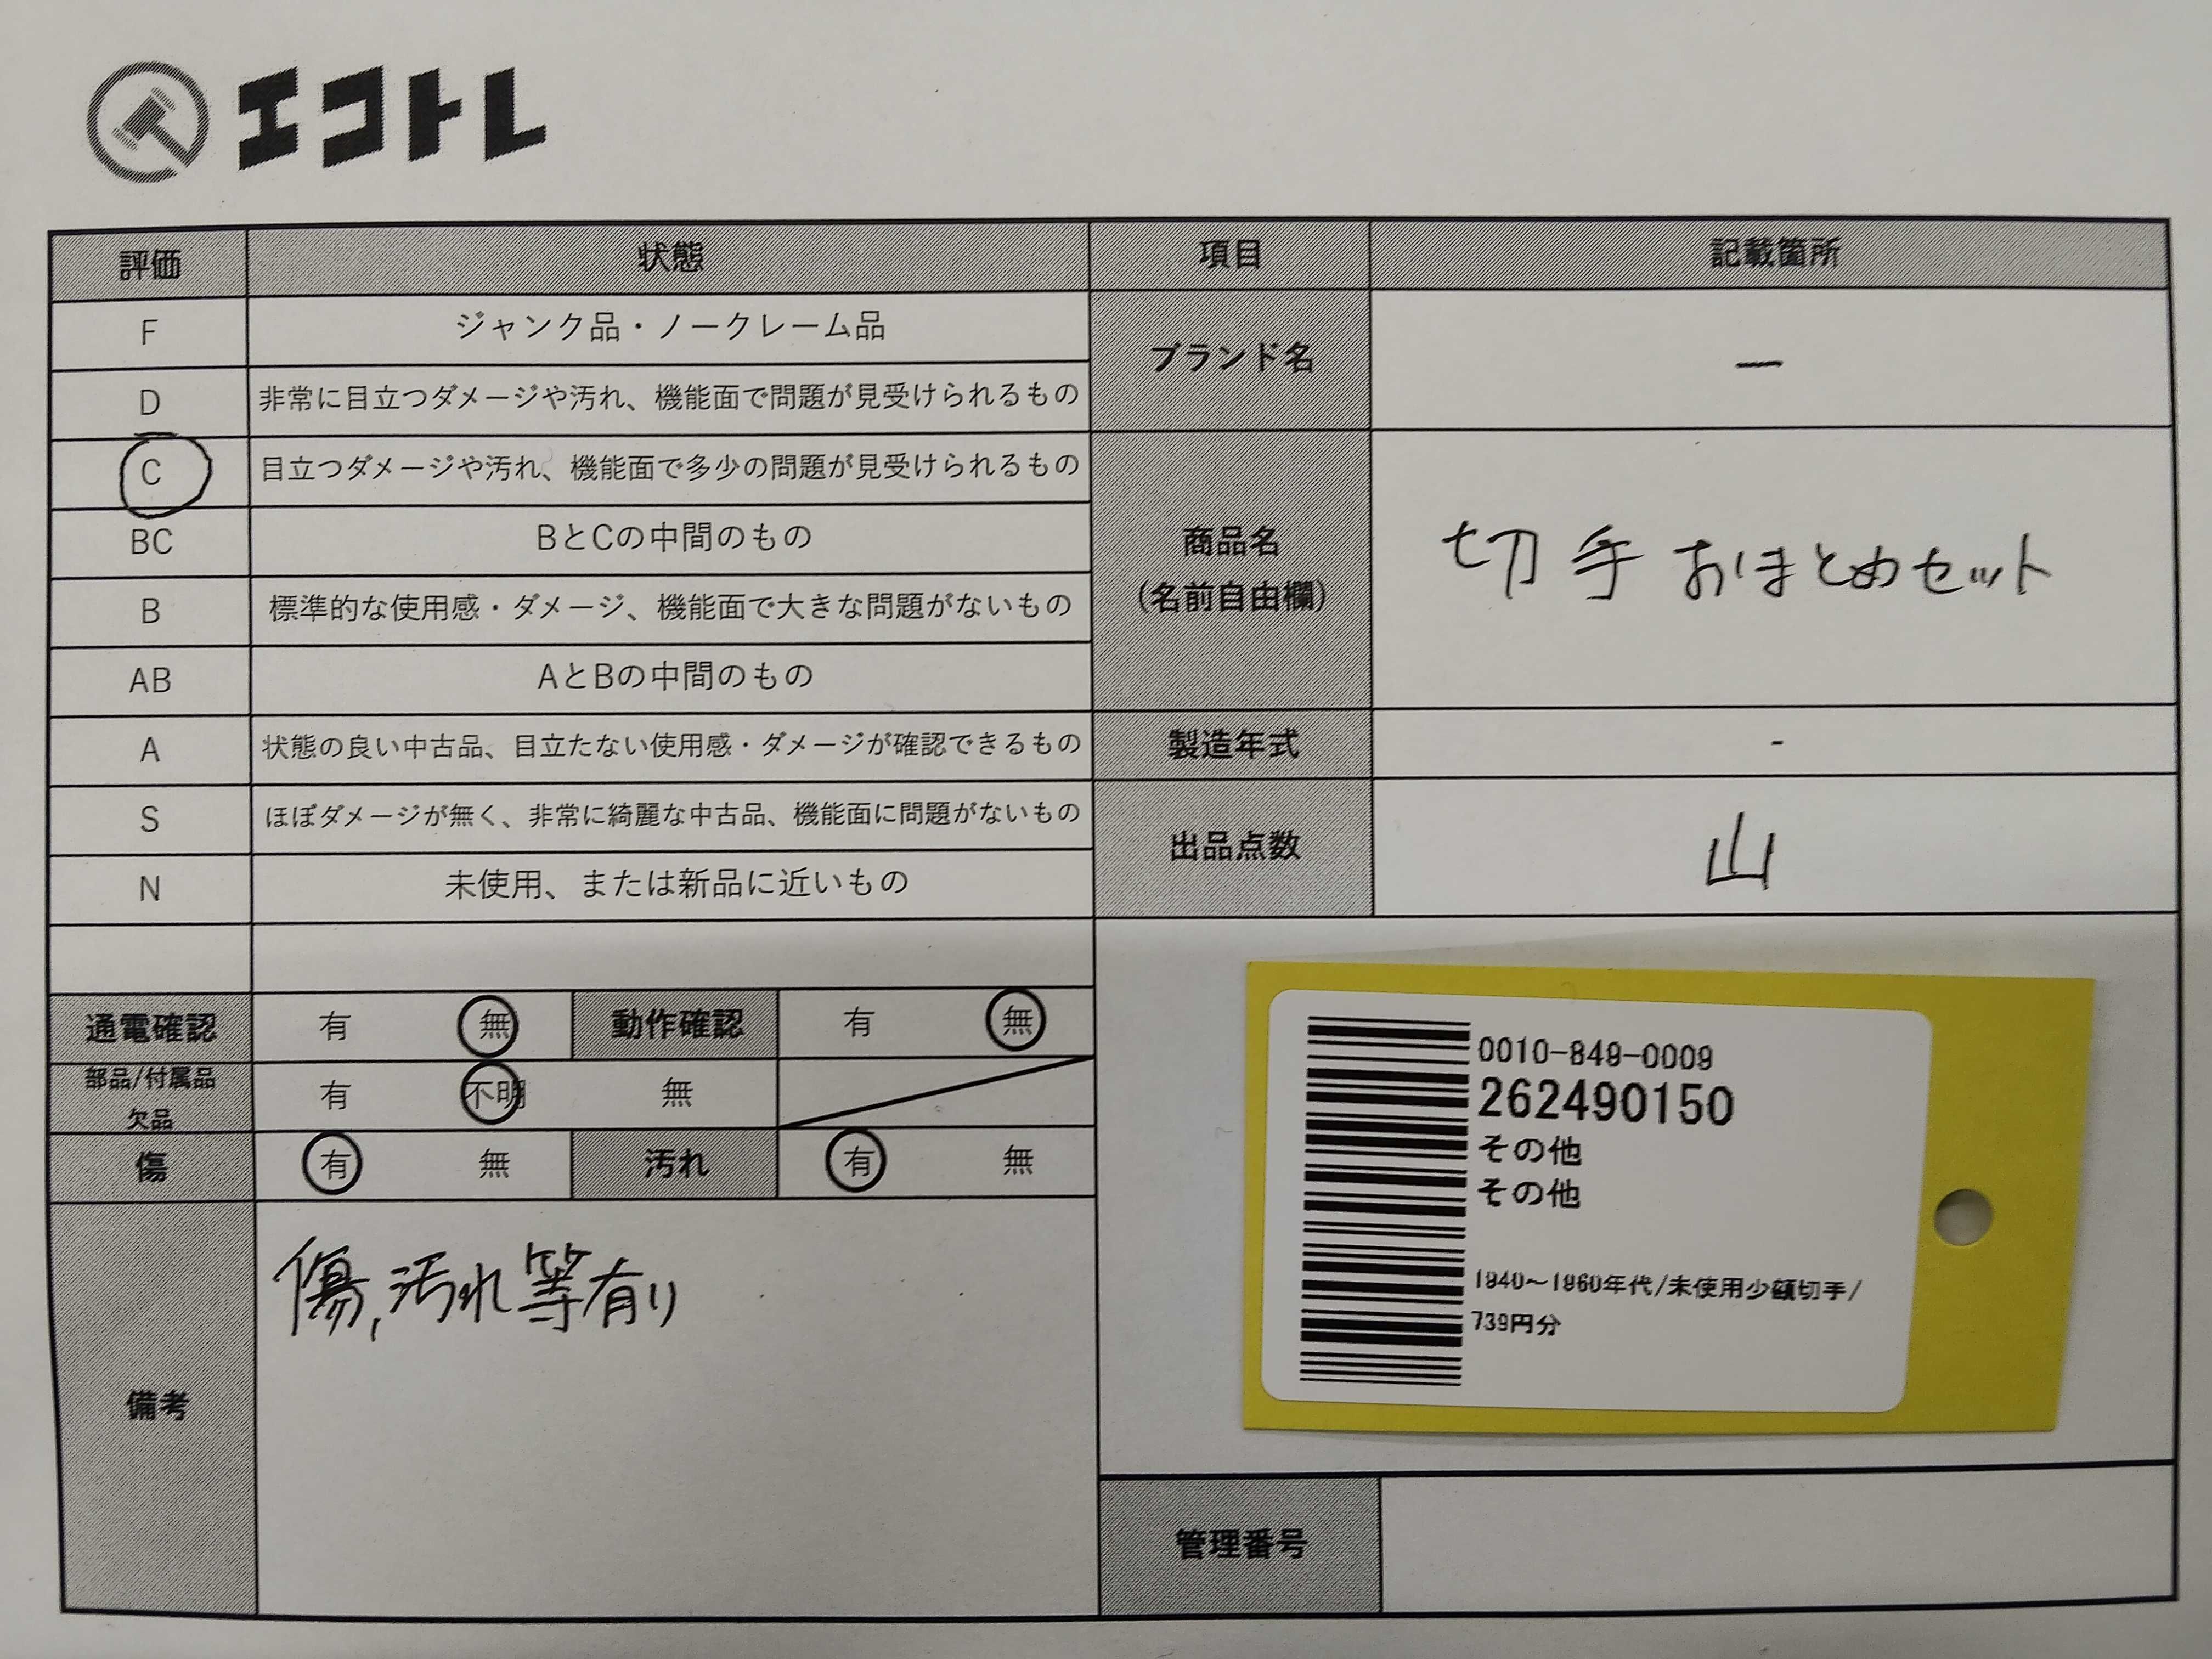 エコトレ
評価 状態 項目 記載箇所
F ジャンク品・ノークレーム品
D 非常に目立つダメージや汚れ、機能面で問題が見受けられるもの
C 目立つダメージや汚れ、機能面で多少の問題が見受けられるもの
BC BとCの中間のもの
B 標準的な使用感・ダメージ、機能面で大きな問題がないもの
AB AとBの中間のもの
A 状態の良い中古品、目立たない使用感・ダメージが確認できるもの
S ほぼダメージが無く、非常に綺麗な中古品、機能面に問題がないもの
N 未使用、または新品に近いもの
ブランド名 ー
商品名
(名前自由欄)
切手 おまとめセット
製造年式 -
出品点数 山
通電確認 有 無 動作確認 有 無
部品/付属品
欠品
有 不明 無
傷 有 無 汚れ 有 無
備考
傷、汚れ等有り
0010-849-0009
262490150
その他
その他
1940～1960年代/未使用少額切手/
739円分
管理番号